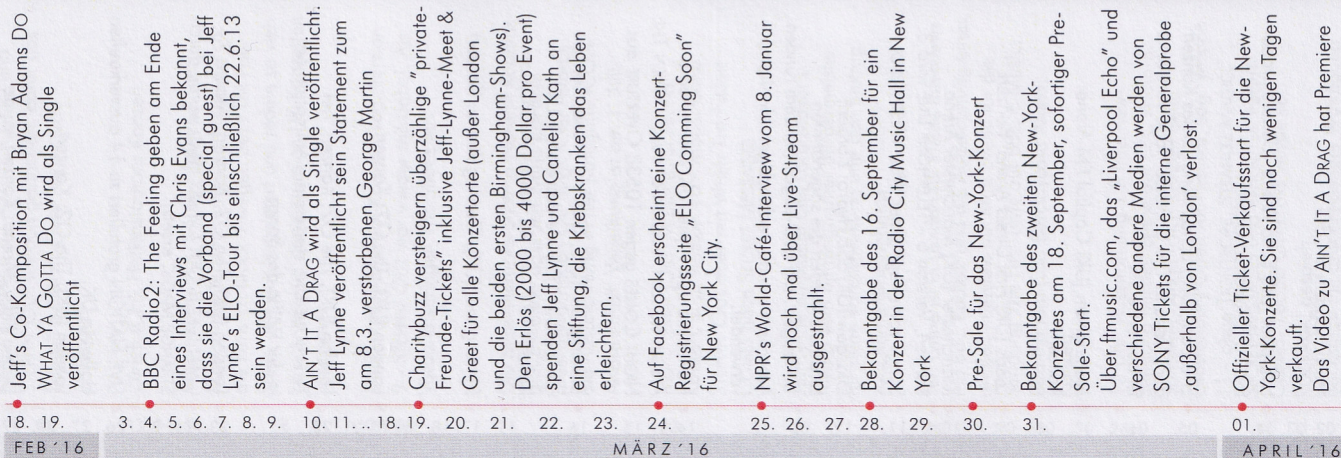 Jeff's Co-Komposition mit Bryan Adams DO
WHAT YA GOTTA DO wird als Single
veröffentlicht
BBC Radio2: The Feeling geben am Ende
eines Interviews mit Chris Evans bekannt,
dass sie die Vorband (special guest) bei Jeff
Lynne's ELO-Tour bis einschließlich 22.6.13
sein werden.
AIN'T IT A DRAG wird als Single veröffentlicht.
Jeff Lynne veröffentlicht sein Statement zum
am 8.3. verstorbenen George Martin
Charitybuzz versteigern überzählige "private-
Freunde-Tickets" inklusive Jeff-Lynne-Meet &
Greet für alle Konzertorte (außer London
und die beiden ersten Birmingham-Shows).
Den Erlös (2000 bis 4000 Dollar pro Event)
spenden Jeff Lynne und Camelia Kath an
eine Stiftung, die Krebskranken das Leben
erleichtern.
Auf Facebook erscheint eine Konzert-
Registrierungsseite „ELO Comming Soon"
für New York City.
NPR's World-Café-Interview vom 8. Januar
wird noch mal über Live-Stream
ausgestrahlt.
Bekanntgabe des 16. September für ein
Konzert in der Radio City Music Hall in New
York
Pre-Sale für das New-York-Konzert
Bekanntgabe des zweiten New-York-
Konzertes am 18. September, sofortiger Pre-
Sale-Start.
Über ftmusic.com, das „Liverpool Echo" und
verschiedene andere Medien werden von
SONY Tickets für die interne Generalprobe
‚außerhalb von London' verlost.
Offizieller Ticket-Verkaufsstart für die New-
York-Konzerte. Sie sind nach wenigen Tagen
verkauft.
Das Video zu AIN'T IT A DRAG hat Premiere
18. 19. 3. 4. 5. 6. 7. 8. 9. 10. 11. .. 18. 19. 20. 21. 22. 23. 24. 25. 26. 27. 28. 29. 30. 31. 01.
FEB ´16 MÄRZ ´16 APRIL ´16